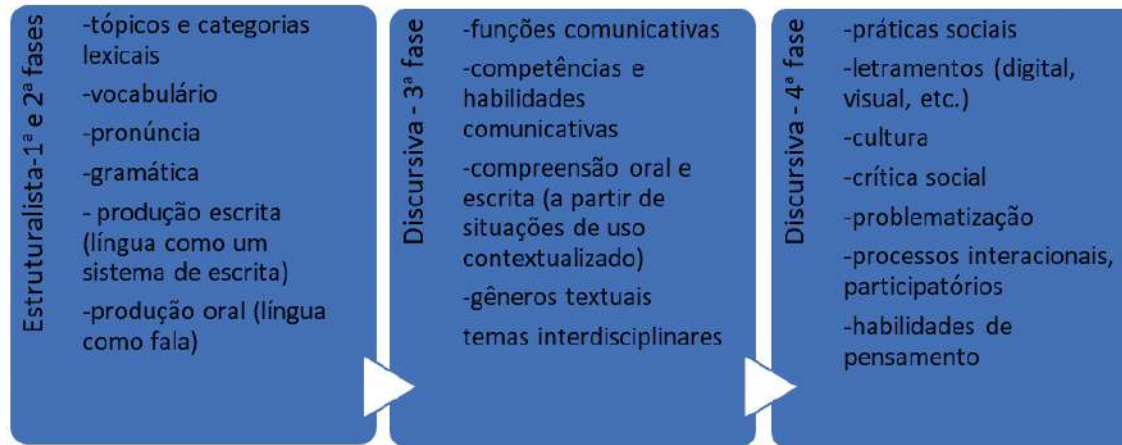 Estruturalista-1ª e 2ª fases
-tópicos e categorias
lexicais
-vocabulário
-pronúncia
-gramática
- produção escrita
(língua como um
sistema de escrita)
-produção oral (língua
como fala)
Discursiva - 3ª fase
-funções comunicativas
-competências e
habilidades
comunicativas
-compreensão oral e
escrita (a partir de
situações de uso
contextualizado)
-gêneros textuais
temas interdisciplinares
Discursiva - 4ª fase
-práticas sociais
-letramentos (digital,
visual, etc.)
-cultura
-crítica social
-problematização
-processos interacionais,
participatórios
-habilidades de
pensamento